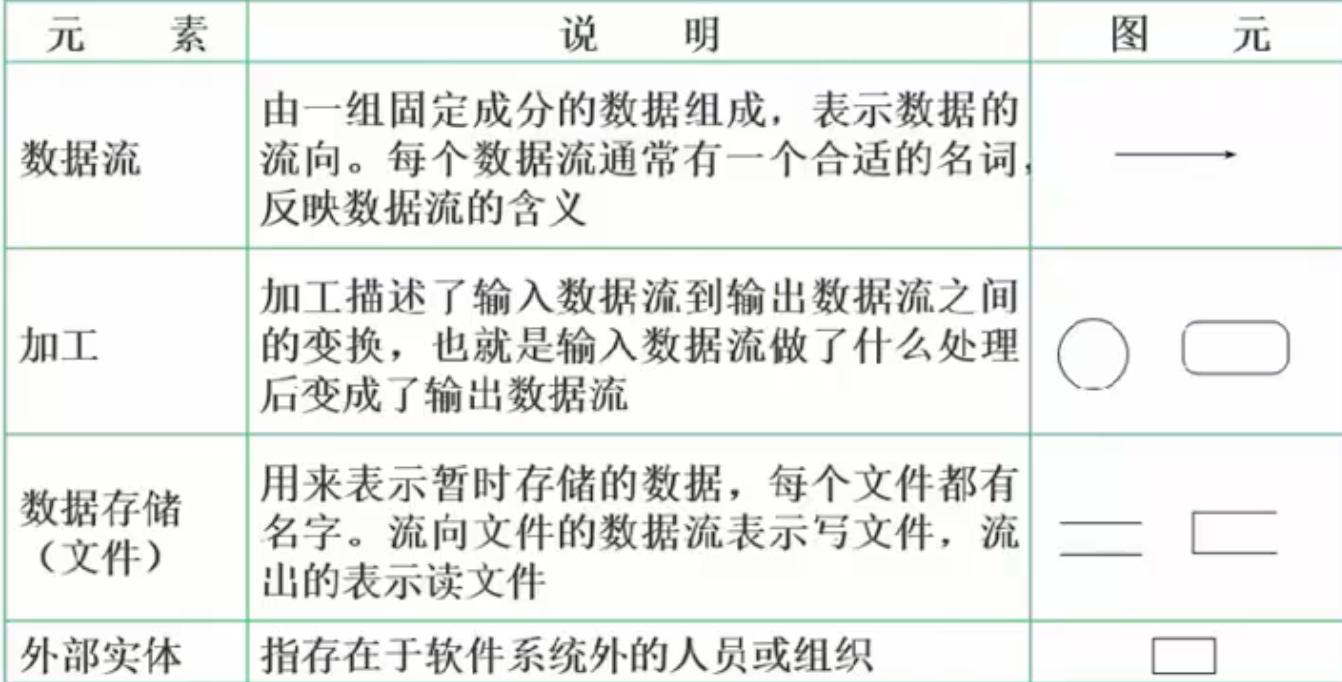 元 素 说 明 图 元
数据流
由一组固定成分的数据组成，表示数据的
流向。每个数据流通常有一个合适的名词，
反映数据流的含义
加工
加工描述了输入数据流到输出数据流之间
的变换，也就是输入数据流做了什么处理
后变成了输出数据流
数据存储
（文件）
用来表示暂时存储的数据，每个文件都有
名字。流向文件的数据流表示写文件，流
出的表示读文件
外部实体
指存在于软件系统外的人员或组织